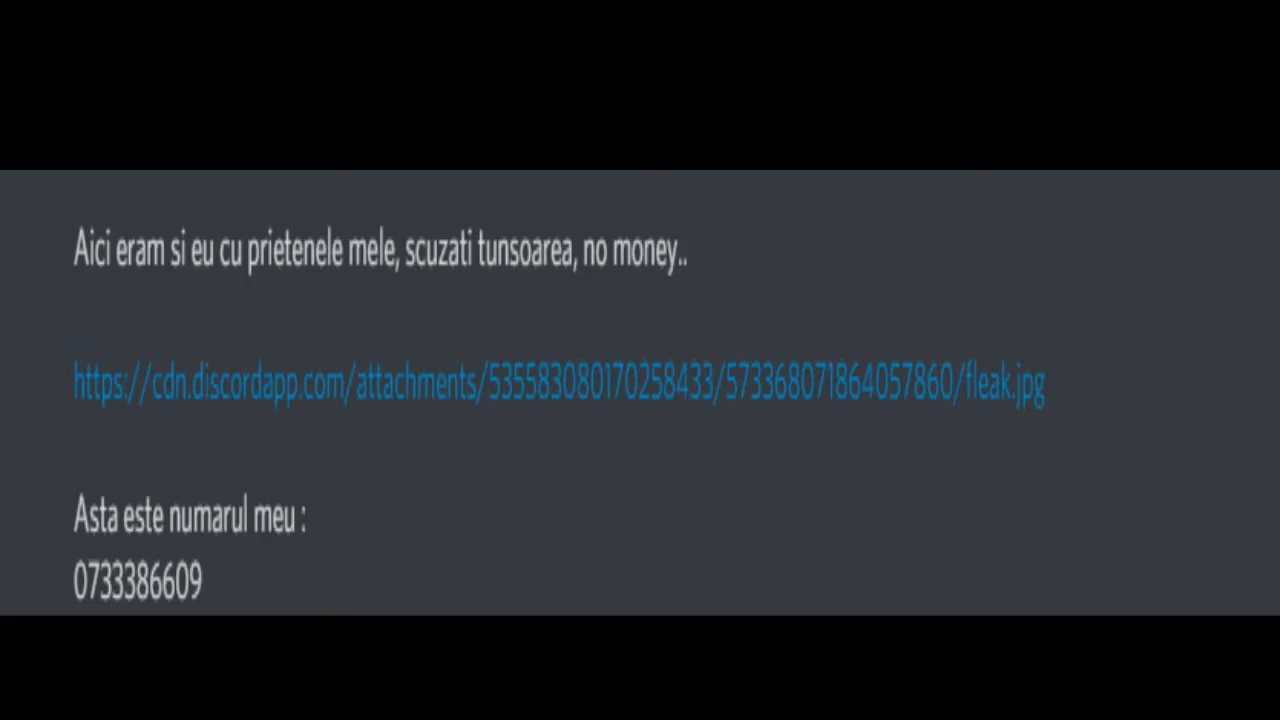 Aici eram si eu cu prietenele mele, scuzati tunsoarea, no money..
https://cdn.discordapp.com/attachments/535583080170258433/573368071864057860/fleak.jpg
Asta este numarul meu :
0733386609